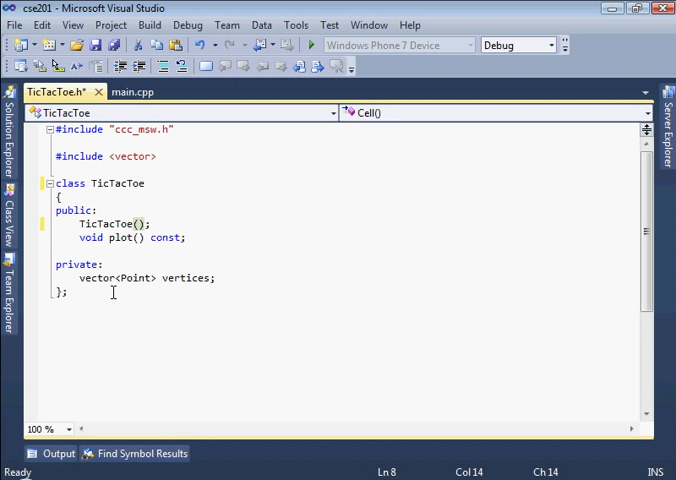 cse201 - Microsoft Visual Studio
File Edit View Project Build Debug Team Data Tools Test Window Help
Windows Phone 7 Device Debug
TicTacToe.h* main.cpp
TicTacToe Cell()
#include "ccc_msw.h"
#include <vector>
class TicTacToe
{
public:
TicTacToe();
void plot() const;
private:
vector<Point> vertices;
};
Solution Explorer
Class View
Team Explorer
Server Explorer
100 %
Output Find Symbol Results
Ready Ln 8 Col 14 Ch 14 INS